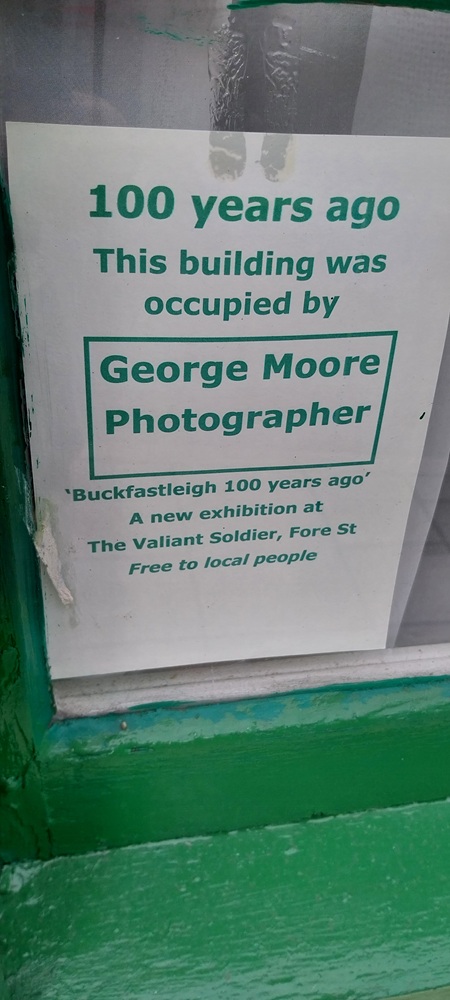 100 years ago
This building was
occupied by
George Moore
Photographer
'Buckfastleigh 100 years ago'
A new exhibition at
The Valiant Soldier, Fore St
Free to local people